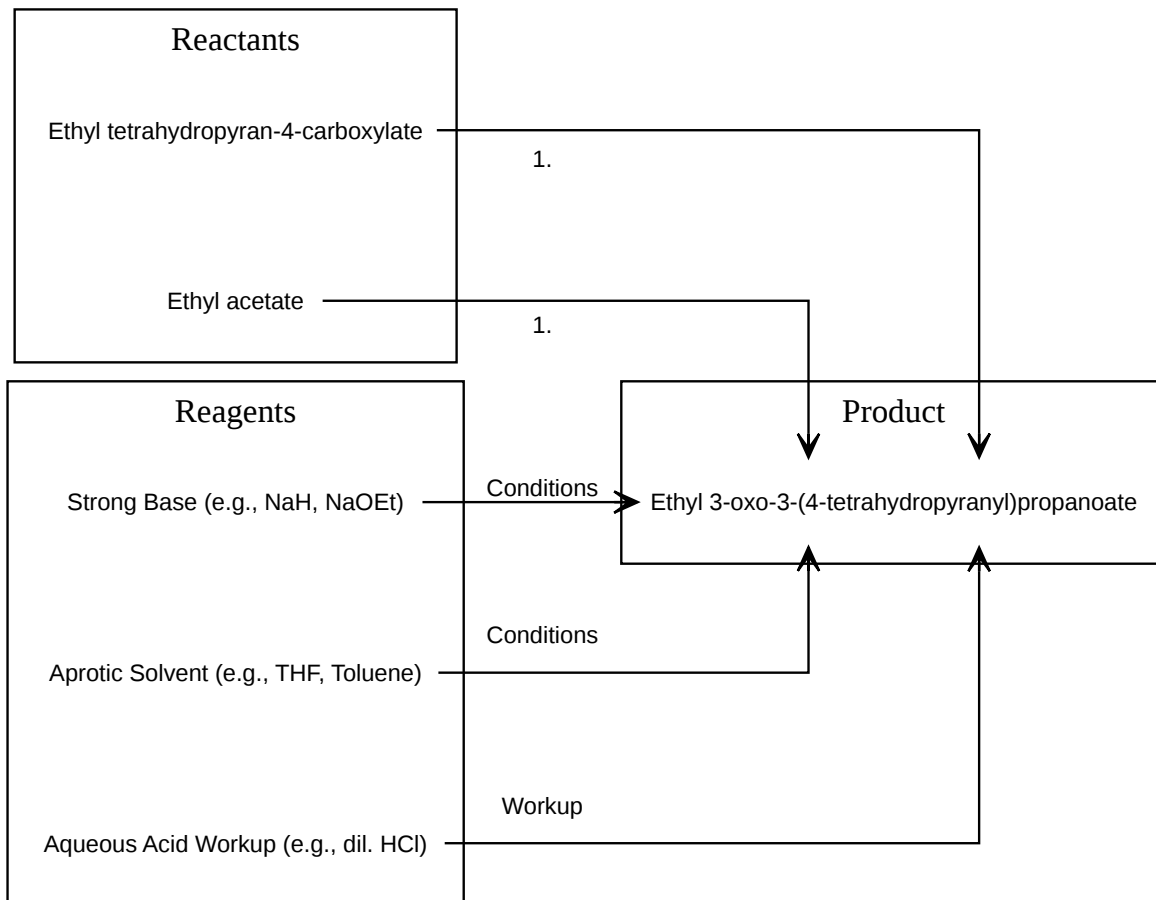 Reactants
Ethyl tetrahydropyran-4-carboxylate
1.
Ethyl acetate
1.
Reagents
Product
Strong Base (e.g., NaH, NaOEt)
Conditions
Ethyl 3-oxo-3-(4-tetrahydropyranyl)propanoate
Conditions
Aprotic Solvent (e.g., THF, Toluene)
Workup
Aqueous Acid Workup (e.g., dil. HCl)